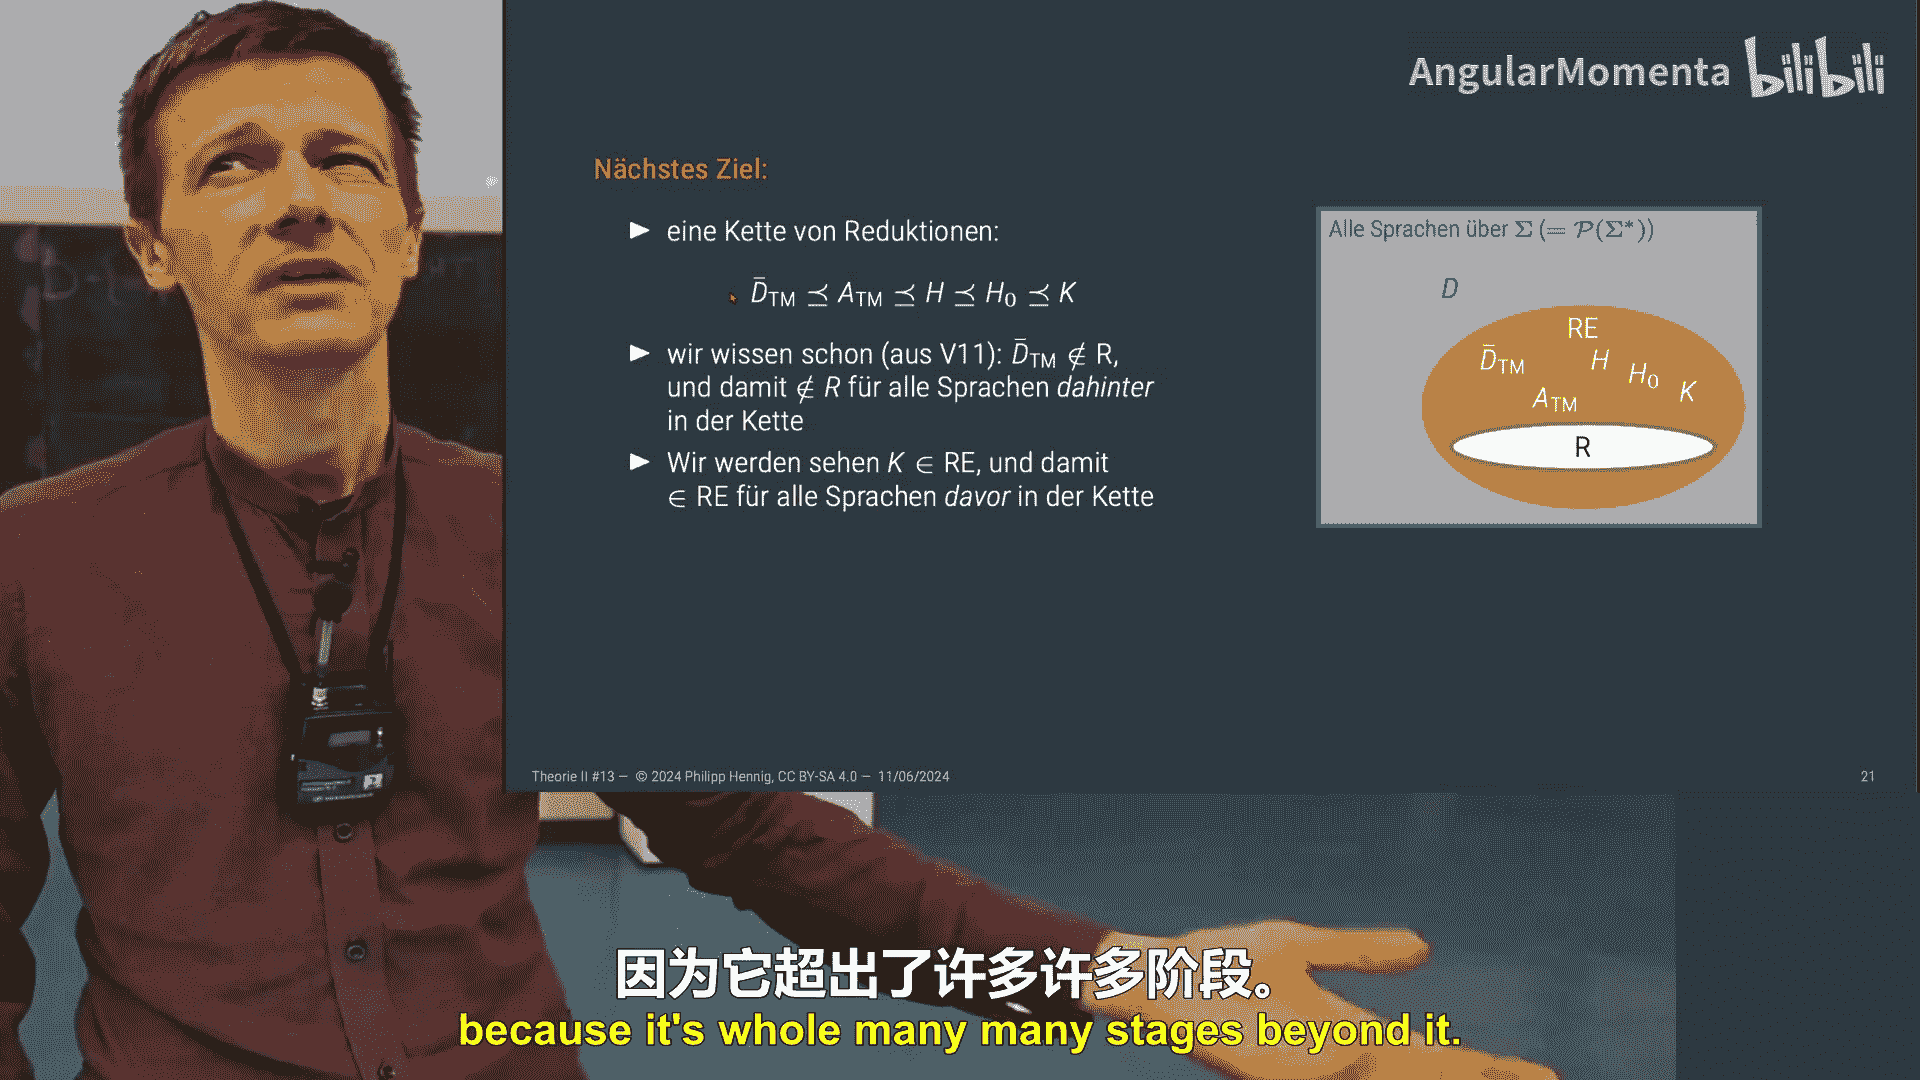 AngularMomenta bilibili
Nächstes Ziel:
► eine Kette von Reduktionen:
D̄TM ⪯ ATM ⪯ H ⪯ H₀ ⪯ K
► wir wissen schon (aus V11): D̄TM ∉ R,
und damit ∉ R für alle Sprachen dahinter
in der Kette
► Wir werden sehen K ∈ RE, und damit
∈ RE für alle Sprachen davor in der Kette
Alle Sprachen über Σ (= 𝒫(Σ*))
D
RE
D̄TM H H₀ K
ATM
R
Theorie II #13 — © 2024 Philipp Hennig, CC BY-SA 4.0 — 11/06/2024
21
因为它超出了许多许多阶段。
because it's whole many many stages beyond it.